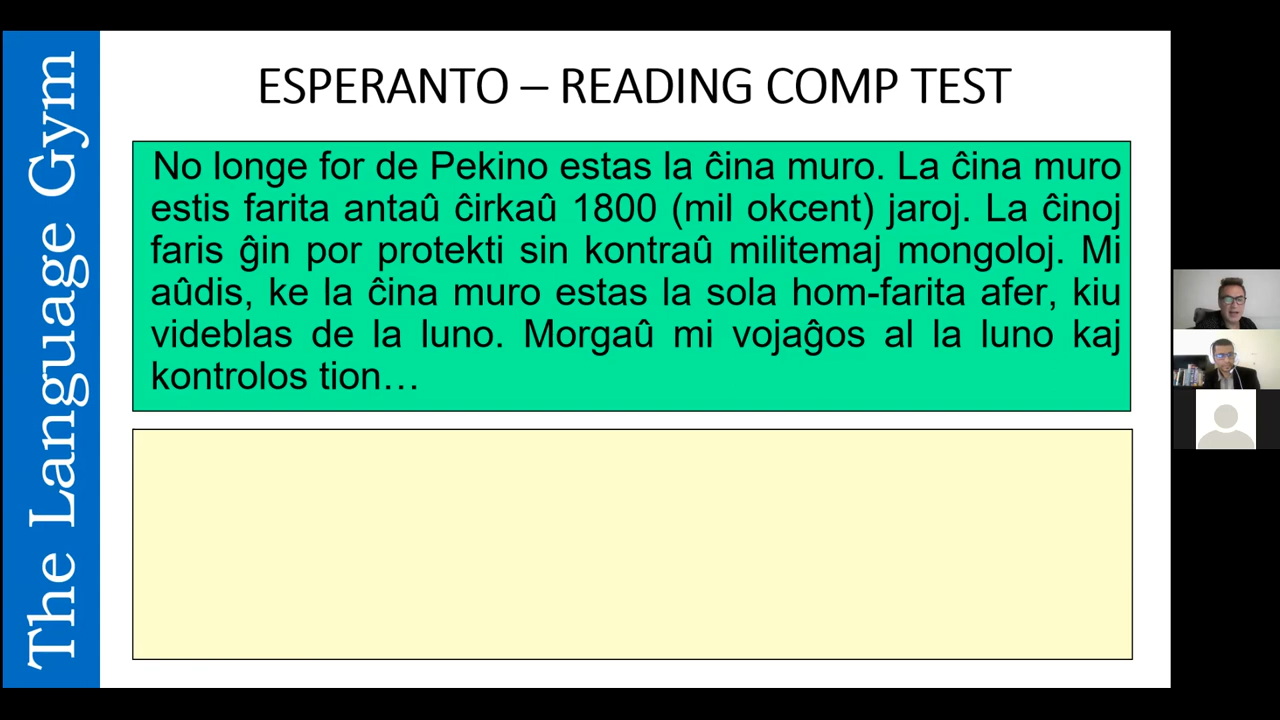 The Language Gym
ESPERANTO – READING COMP TEST
No longe for de Pekino estas la ĉina muro. La ĉina muro
estis farita antaû ĉirkaû 1800 (mil okcent) jaroj. La ĉinoj
faris ĝin por protekti sin kontraû militemaj mongoloj. Mi
aûdis, ke la ĉina muro estas la sola hom-farita afer, kiu
videblas de la luno. Morgaû mi vojaĝos al la luno kaj
kontrolos tion…